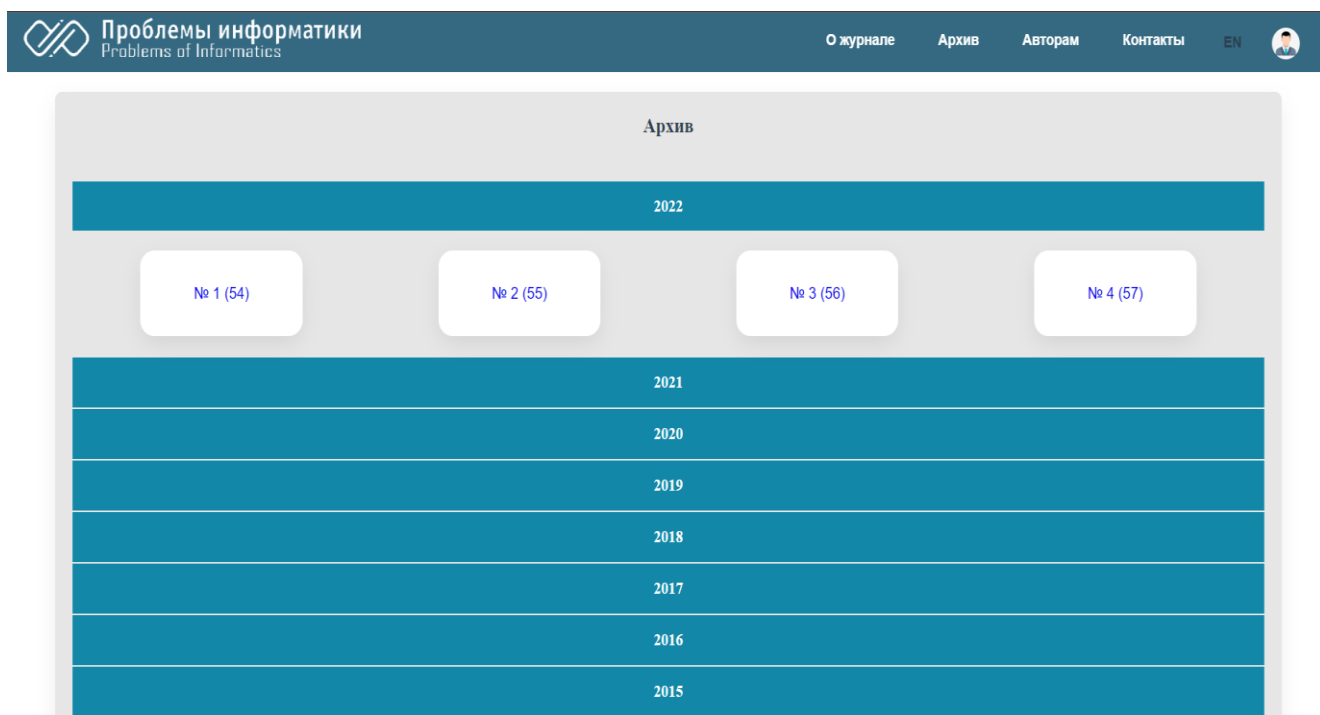 Проблемы информатики
Problems of Informatics
О журнале Архив Авторам Контакты EN
Архив
2022
№ 1 (54) № 2 (55) № 3 (56) № 4 (57)
2021
2020
2019
2018
2017
2016
2015